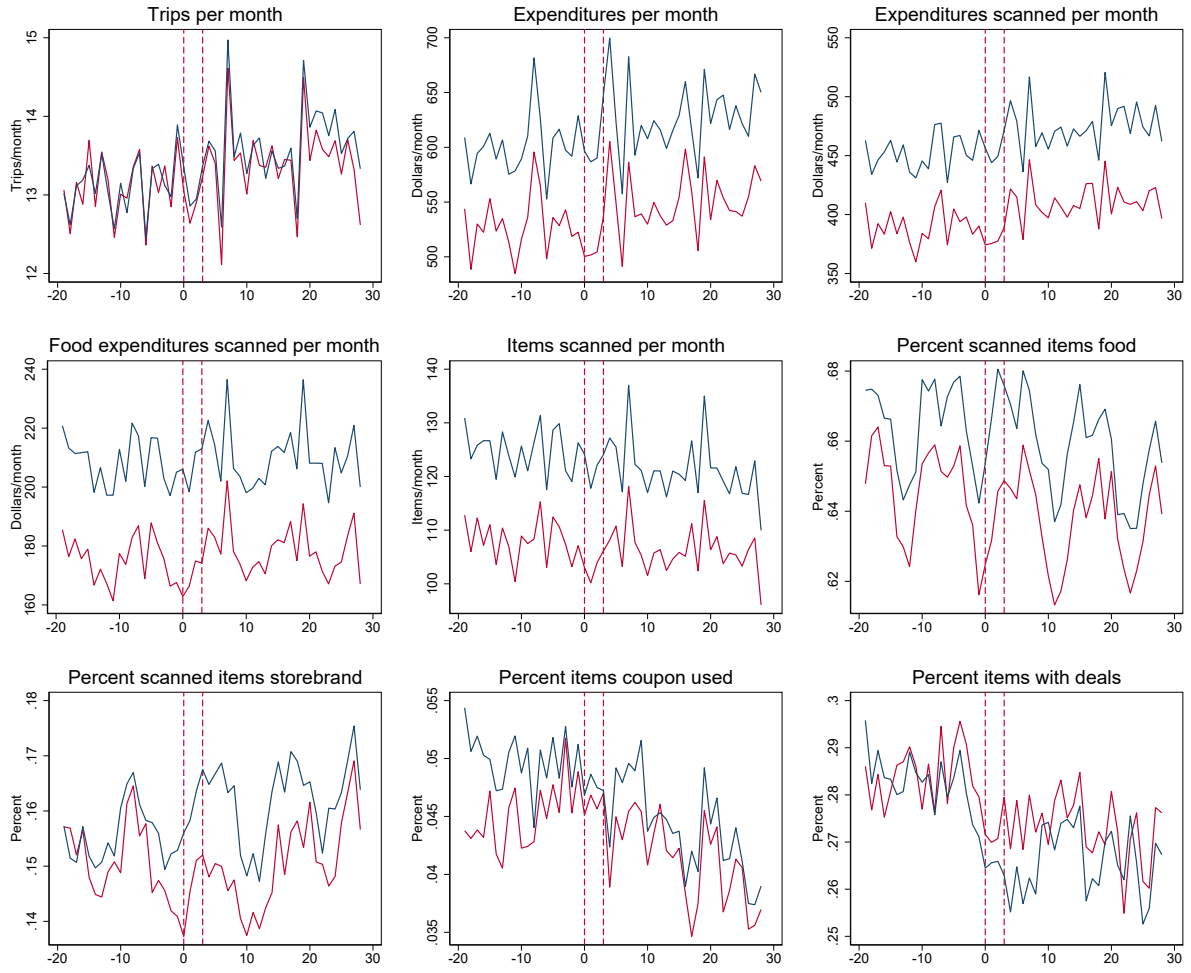 Trips per month
Trips/month
15
14
13
12
-20 -10 0 10 20 30
Expenditures per month
Dollars/month
700
650
600
550
500
-20 -10 0 10 20 30
Expenditures scanned per month
Dollars/month
550
500
450
400
350
-20 -10 0 10 20 30
Food expenditures scanned per month
Dollars/month
240
220
200
180
160
-20 -10 0 10 20 30
Items scanned per month
Items/month
140
130
120
110
100
-20 -10 0 10 20 30
Percent scanned items food
Percent
.68
.66
.64
.62
-20 -10 0 10 20 30
Percent scanned items storebrand
Percent
.18
.17
.16
.15
.14
-20 -10 0 10 20 30
Percent items coupon used
Percent
.055
.05
.045
.04
.035
-20 -10 0 10 20 30
Percent items with deals
Percent
.3
.29
.28
.27
.26
.25
-20 -10 0 10 20 30